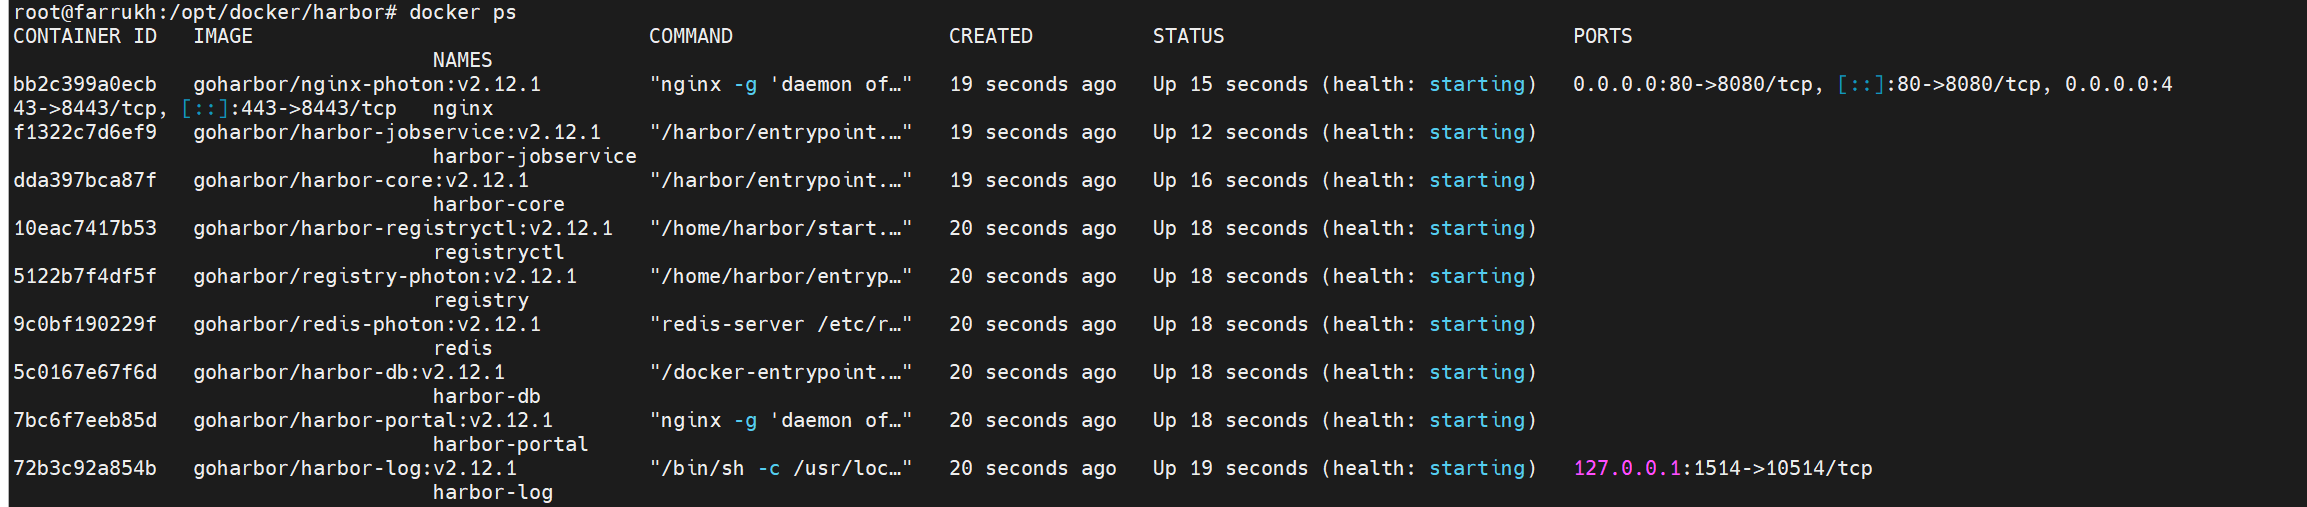 root@farrukh:/opt/docker/harbor# docker ps
CONTAINER ID   IMAGE                                 COMMAND                  CREATED          STATUS                             PORTS
                                   NAMES
bb2c399a0ecb   goharbor/nginx-photon:v2.12.1         "nginx -g 'daemon of…"   19 seconds ago   Up 15 seconds (health: starting)   0.0.0.0:80->8080/tcp, [::]:80->8080/tcp, 0.0.0.0:4
43->8443/tcp, [::]:443->8443/tcp   nginx
f1322c7d6ef9   goharbor/harbor-jobservice:v2.12.1    "/harbor/entrypoint.…"   19 seconds ago   Up 12 seconds (health: starting)
                                   harbor-jobservice
dda397bca87f   goharbor/harbor-core:v2.12.1          "/harbor/entrypoint.…"   19 seconds ago   Up 16 seconds (health: starting)
                                   harbor-core
10eac7417b53   goharbor/harbor-registryctl:v2.12.1   "/home/harbor/start.…"   20 seconds ago   Up 18 seconds (health: starting)
                                   registryctl
5122b7f4df5f   goharbor/registry-photon:v2.12.1      "/home/harbor/entryp…"   20 seconds ago   Up 18 seconds (health: starting)
                                   registry
9c0bf190229f   goharbor/redis-photon:v2.12.1         "redis-server /etc/r…"   20 seconds ago   Up 18 seconds (health: starting)
                                   redis
5c0167e67f6d   goharbor/harbor-db:v2.12.1            "/docker-entrypoint.…"   20 seconds ago   Up 18 seconds (health: starting)
                                   harbor-db
7bc6f7eeb85d   goharbor/harbor-portal:v2.12.1        "nginx -g 'daemon of…"   20 seconds ago   Up 18 seconds (health: starting)
                                   harbor-portal
72b3c92a854b   goharbor/harbor-log:v2.12.1           "/bin/sh -c /usr/loc…"   20 seconds ago   Up 19 seconds (health: starting)   127.0.0.1:1514->10514/tcp
                                   harbor-log